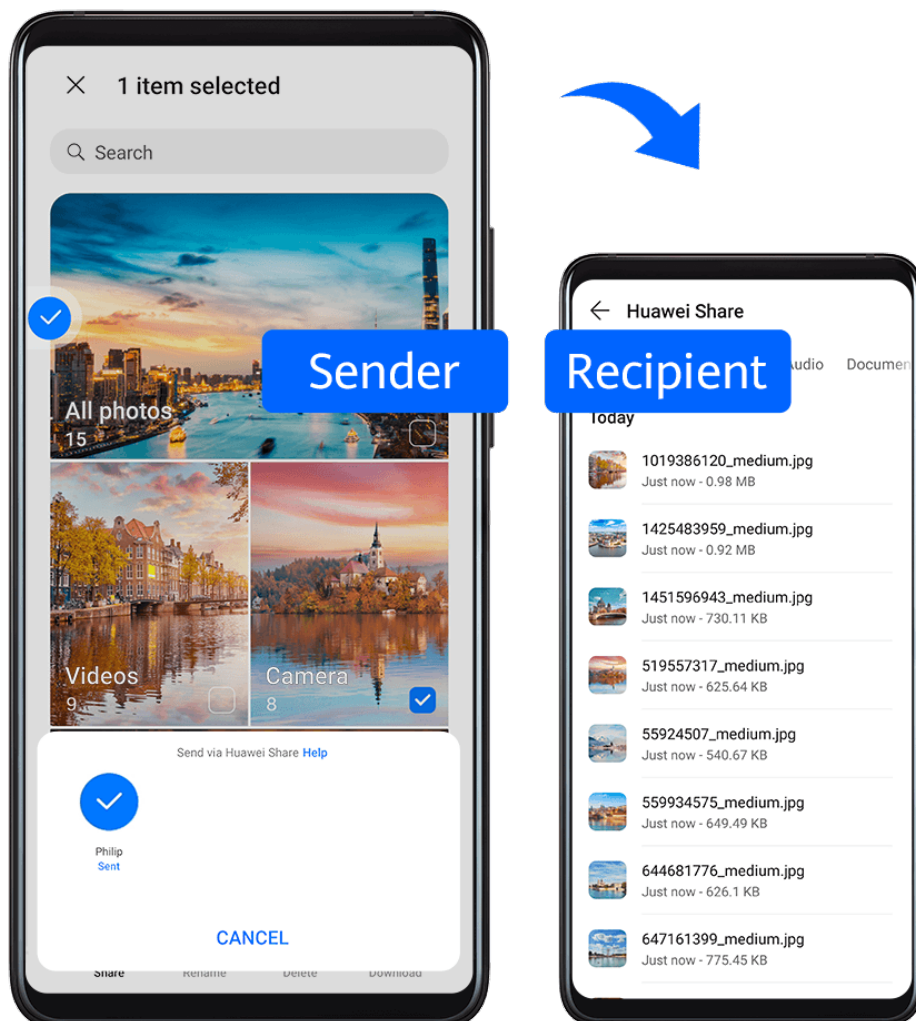 1 item selected
Search
Sender
All photos
15
Videos
9
Camera
8
Send via Huawei Share Help
Philip
Sent
CANCEL
Share Rename Delete Download
Huawei Share
Recipient
Documen
Today
1019386120_medium.jpg
Just now - 0.98 MB
1425483959_medium.jpg
Just now - 0.92 MB
1451596943_medium.jpg
Just now - 730.11 KB
519557317_medium.jpg
Just now - 625.64 KB
55924507_medium.jpg
Just now - 540.67 KB
559934575_medium.jpg
Just now - 649.49 KB
644681776_medium.jpg
Just now - 626.1 KB
647161399_medium.jpg
Just now - 775.45 KB